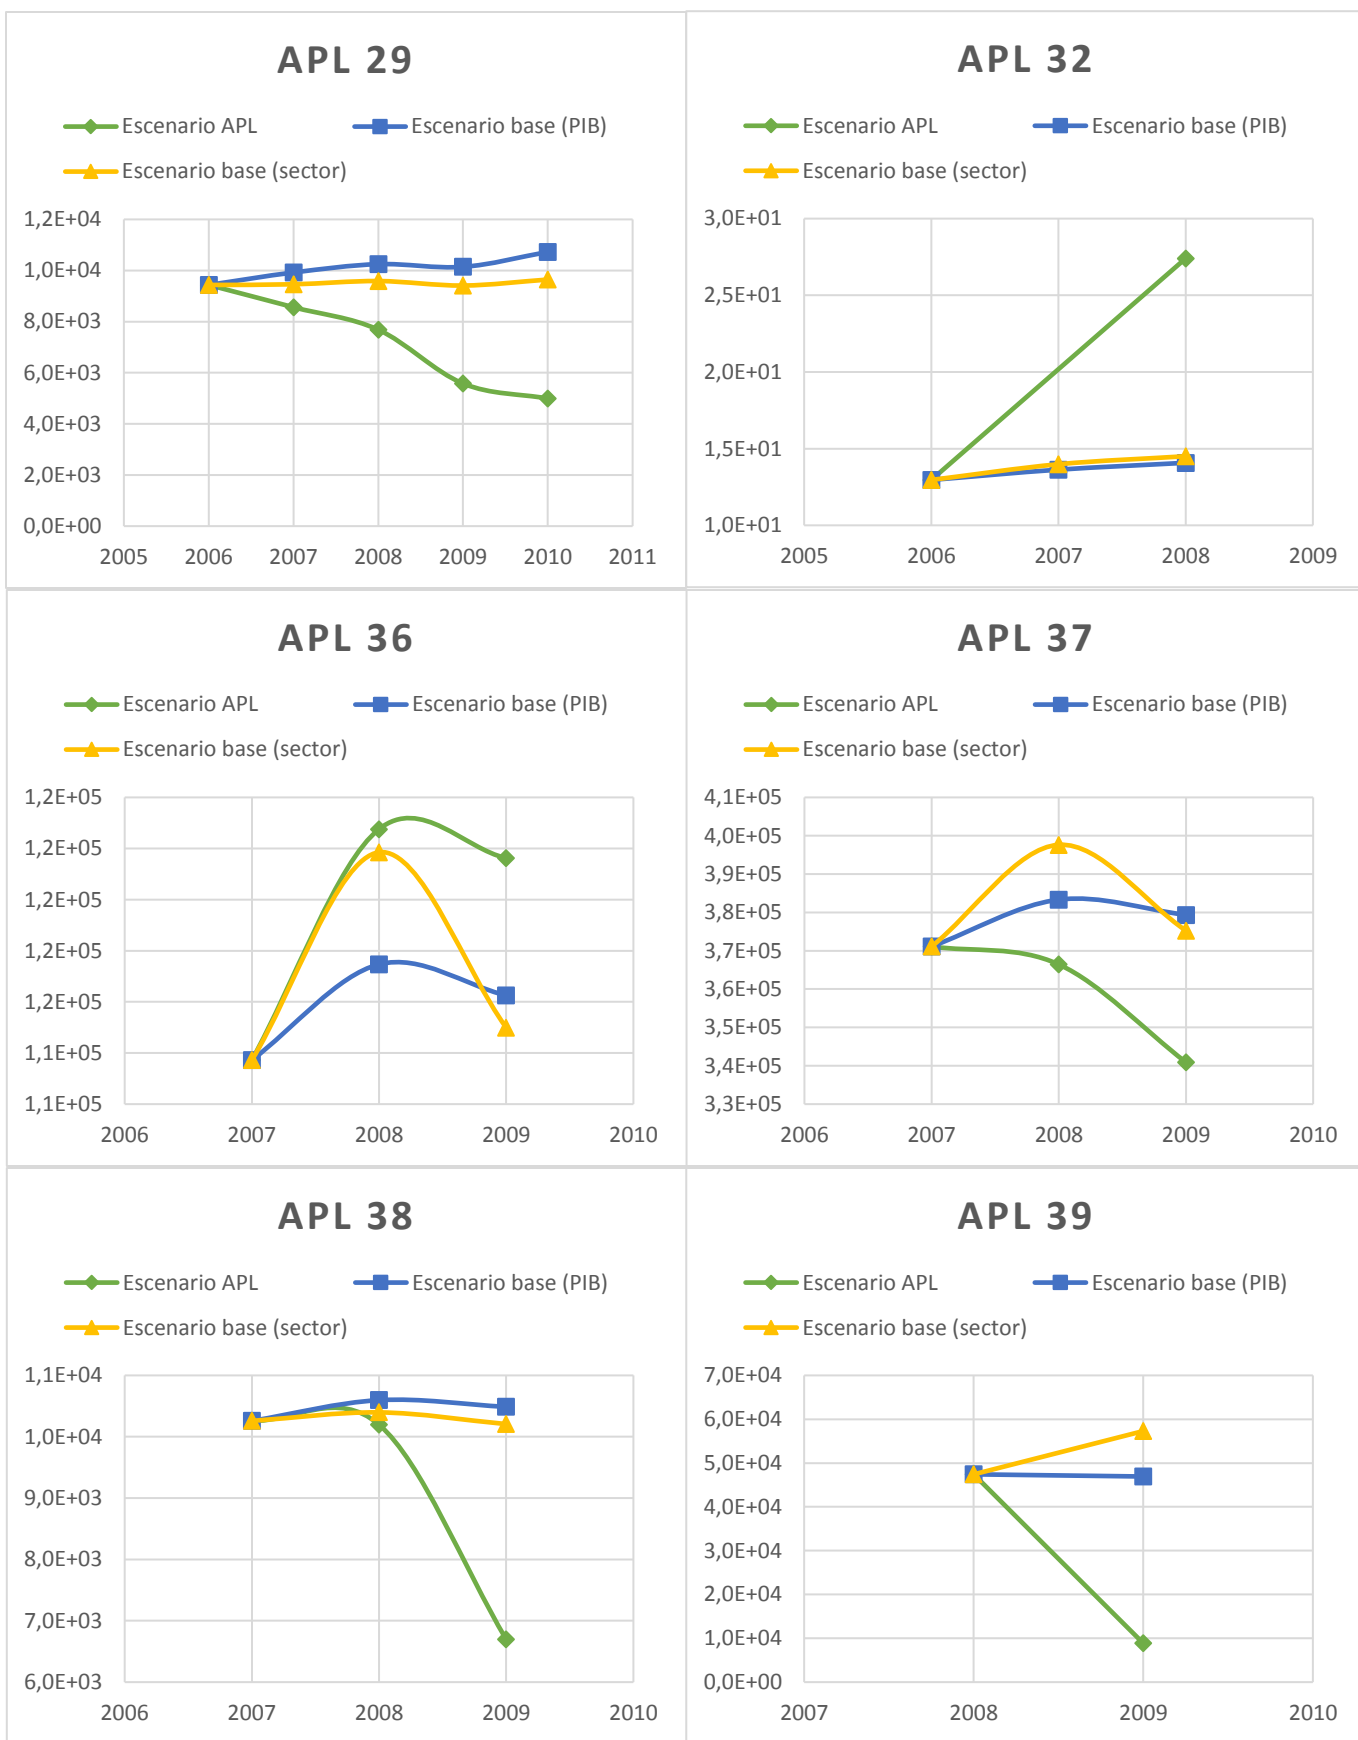 APL 29
Escenario APL
Escenario base (PIB)
Escenario base (sector)
1,2E+04
1,0E+04
8,0E+03
6,0E+03
4,0E+03
2,0E+03
0,0E+00
2005 2006 2007 2008 2009 2010 2011
APL 32
Escenario APL
Escenario base (PIB)
Escenario base (sector)
3,0E+01
2,5E+01
2,0E+01
1,5E+01
1,0E+01
2005 2006 2007 2008 2009
APL 36
Escenario APL
Escenario base (PIB)
Escenario base (sector)
1,2E+05
1,2E+05
1,2E+05
1,2E+05
1,2E+05
1,1E+05
1,1E+05
2006 2007 2008 2009 2010
APL 37
Escenario APL
Escenario base (PIB)
Escenario base (sector)
4,1E+05
4,0E+05
3,9E+05
3,8E+05
3,7E+05
3,6E+05
3,5E+05
3,4E+05
3,3E+05
2006 2007 2008 2009 2010
APL 38
Escenario APL
Escenario base (PIB)
Escenario base (sector)
1,1E+04
1,0E+04
9,0E+03
8,0E+03
7,0E+03
6,0E+03
2006 2007 2008 2009 2010
APL 39
Escenario APL
Escenario base (PIB)
Escenario base (sector)
7,0E+04
6,0E+04
5,0E+04
4,0E+04
3,0E+04
2,0E+04
1,0E+04
0,0E+00
2007 2008 2009 2010